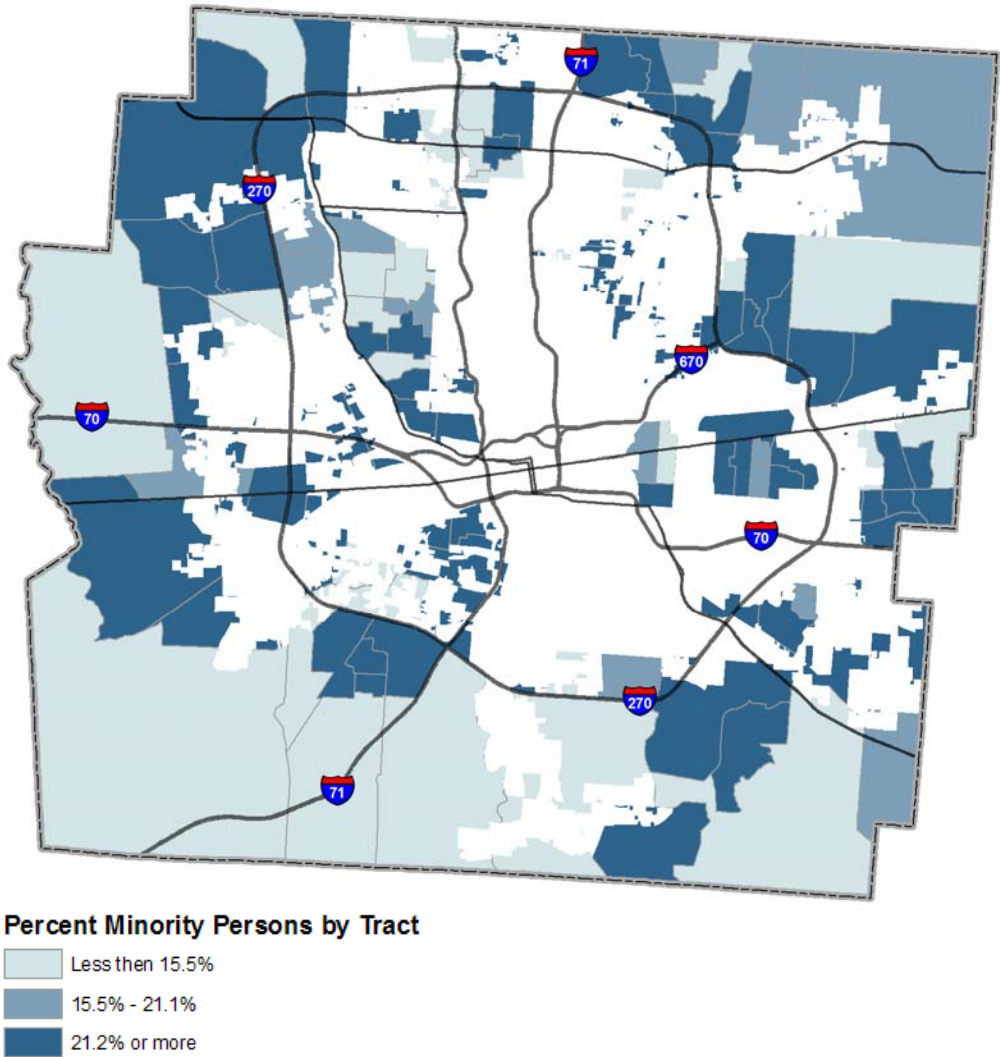 71
270
670
70
70
270
71
Percent Minority Persons by Tract
Less then 15.5%
15.5% - 21.1%
21.2% or more